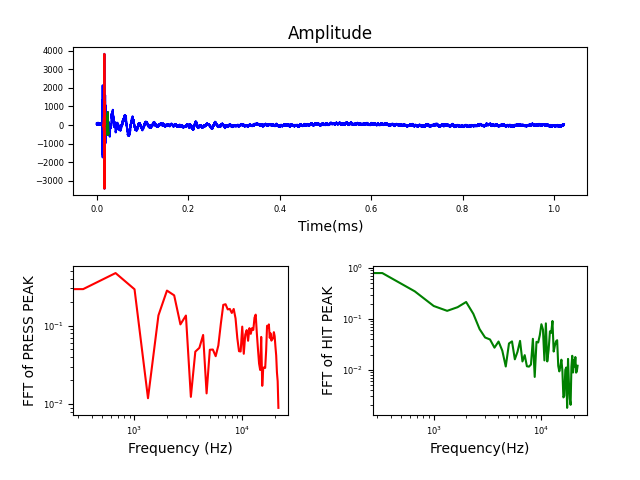 Amplitude
4000
3000
2000
1000
0
−1000
−2000
−3000
0.0 0.2 0.4 0.6 0.8 1.0
Time(ms)
FFT of PRESS PEAK
10⁻¹
10⁻²
10³ 10⁴
Frequency (Hz)
FFT of HIT PEAK
10⁰
10⁻¹
10⁻²
10³ 10⁴
Frequency(Hz)